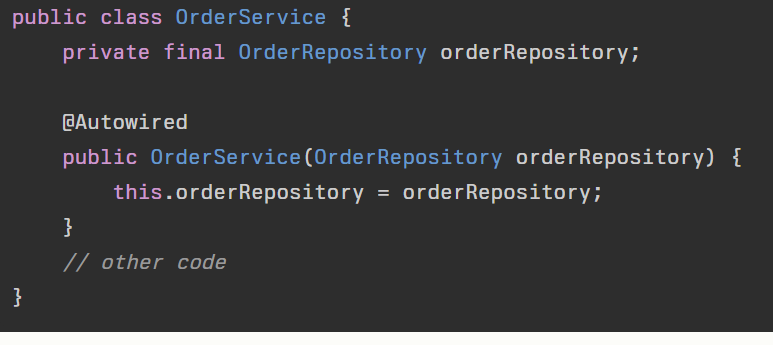 public class OrderService {
    private final OrderRepository orderRepository;

    @Autowired
    public OrderService(OrderRepository orderRepository) {
        this.orderRepository = orderRepository;
    }
    // other code
}